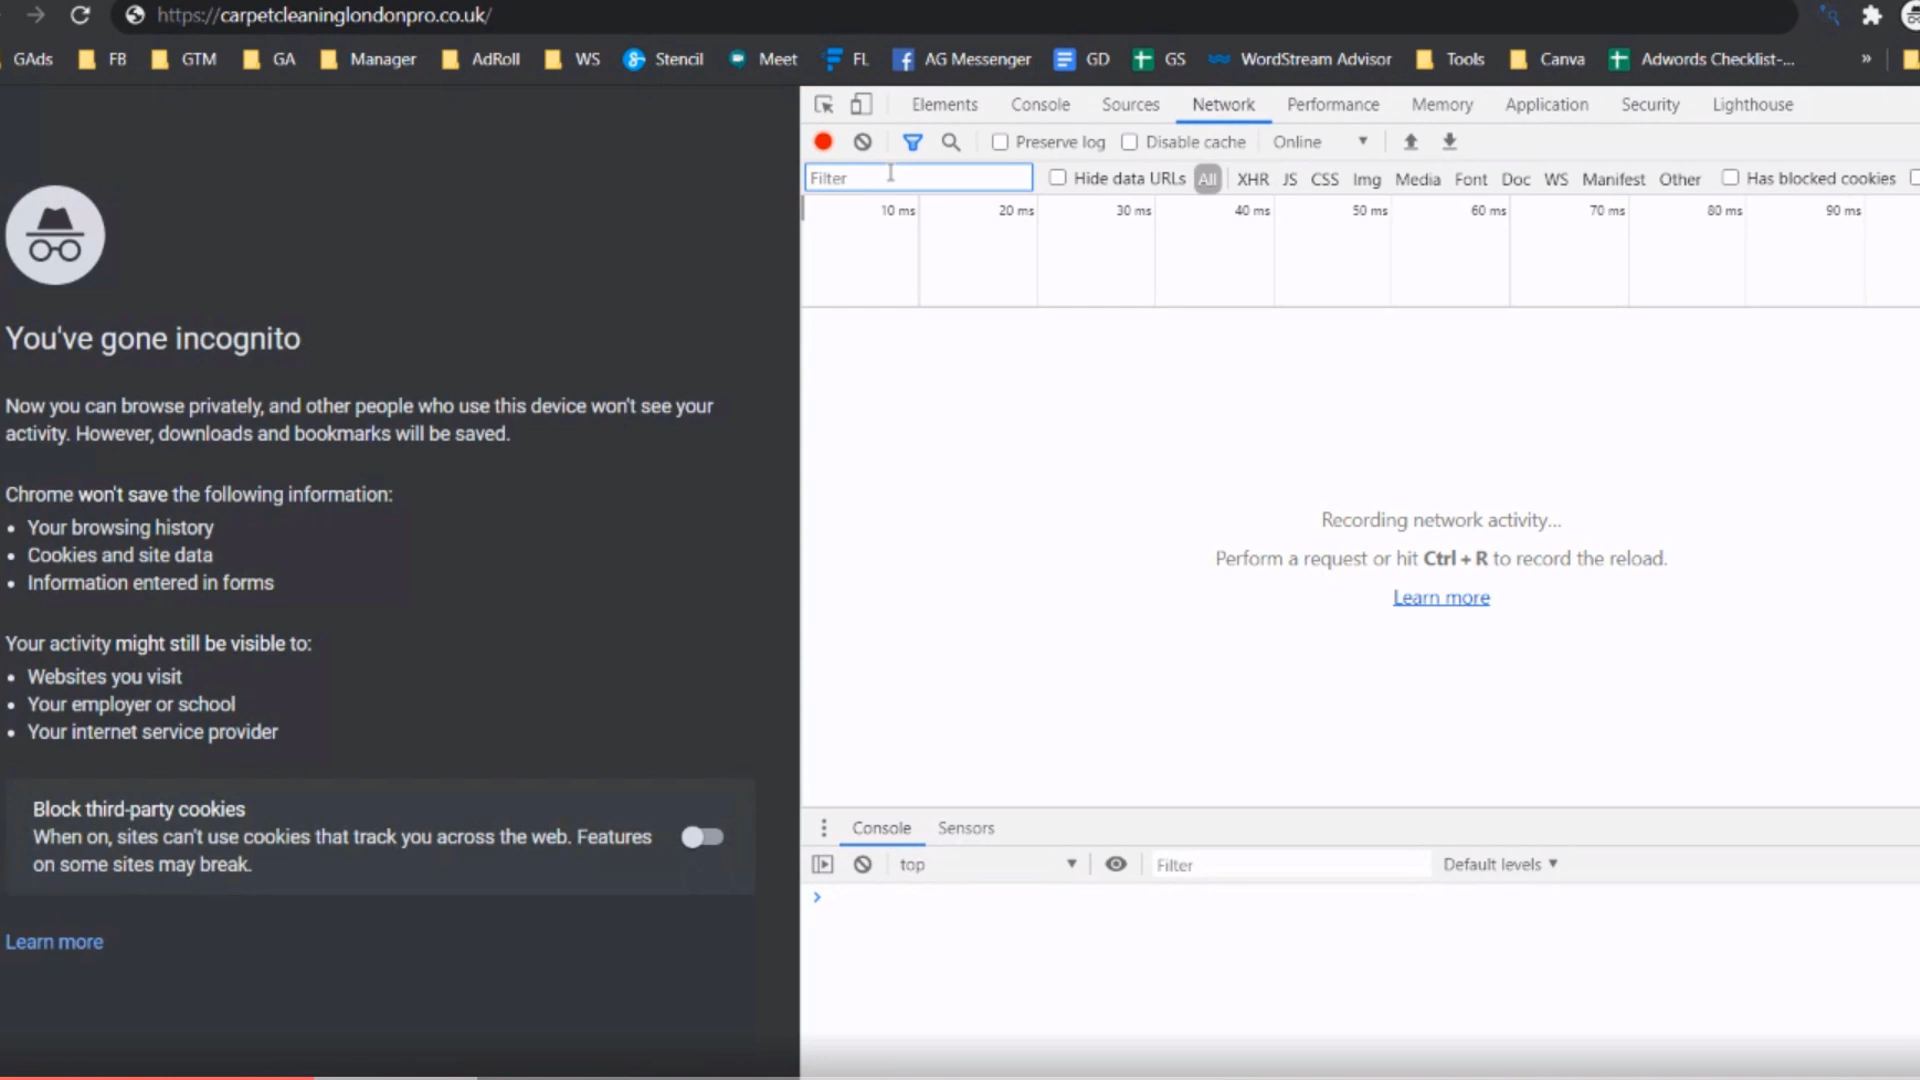 https://carpetcleaninglondonpro.co.uk/
GAds FB GTM GA Manager AdRoll WS Stencil Meet FL AG Messenger GD GS WordStream Advisor Tools Canva Adwords Checklist-... »
Elements Console Sources Network Performance Memory Application Security Lighthouse
Preserve log Disable cache Online
Filter Hide data URLs All XHR JS CSS Img Media Font Doc WS Manifest Other Has blocked cookies
10 ms 20 ms 30 ms 40 ms 50 ms 60 ms 70 ms 80 ms 90 ms
You've gone incognito
Now you can browse privately, and other people who use this device won't see your
activity. However, downloads and bookmarks will be saved.
Chrome won't save the following information:
• Your browsing history
• Cookies and site data
• Information entered in forms
Your activity might still be visible to:
• Websites you visit
• Your employer or school
• Your internet service provider
Block third-party cookies
When on, sites can't use cookies that track you across the web. Features
on some sites may break.
Learn more
Recording network activity...
Perform a request or hit Ctrl + R to record the reload.
Learn more
Console Sensors
top Filter Default levels